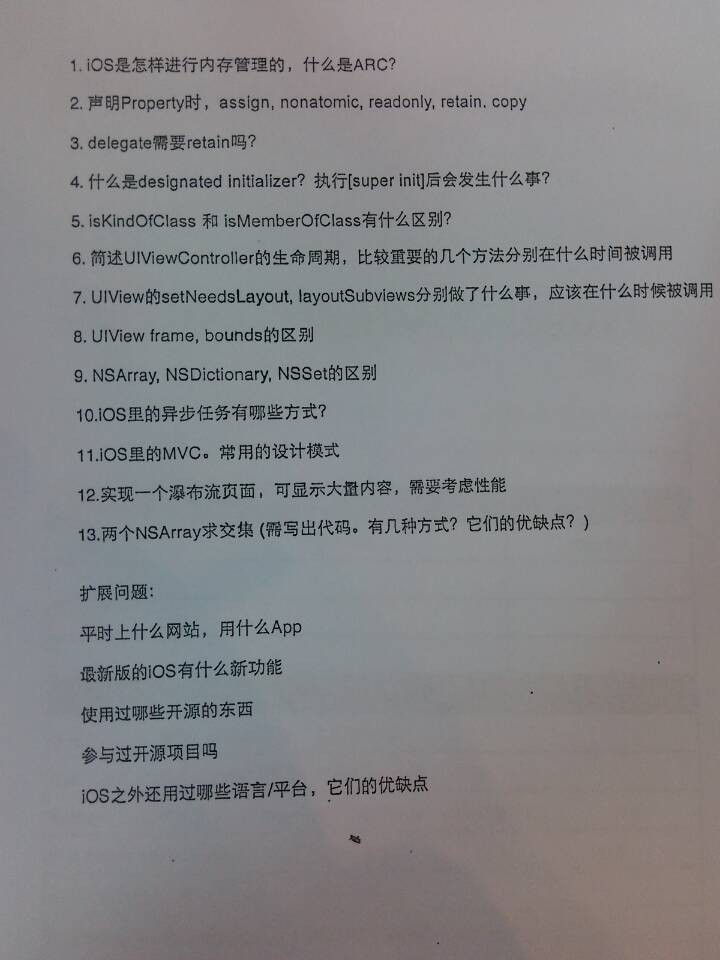 1. iOS是怎样进行内存管理的，什么是ARC？
2. 声明Property时，assign, nonatomic, readonly, retain. copy
3. delegate需要retain吗？
4. 什么是designated initializer？执行[super init]后会发生什么事？
5. isKindOfClass 和 isMemberOfClass有什么区别？
6. 简述UIViewController的生命周期，比较重要的几个方法分别在什么时间被调用
7. UIView的setNeedsLayout, layoutSubviews分别做了什么事，应该在什么时候被调用
8. UIView frame, bounds的区别
9. NSArray, NSDictionary, NSSet的区别
10.iOS里的异步任务有哪些方式？
11.iOS里的MVC。常用的设计模式
12.实现一个瀑布流页面，可显示大量内容，需要考虑性能
13.两个NSArray求交集 (需写出代码。有几种方式？它们的优缺点？)
扩展问题：
平时上什么网站，用什么App
最新版的iOS有什么新功能
使用过哪些开源的东西
参与过开源项目吗
iOS之外还用过哪些语言/平台，它们的优缺点